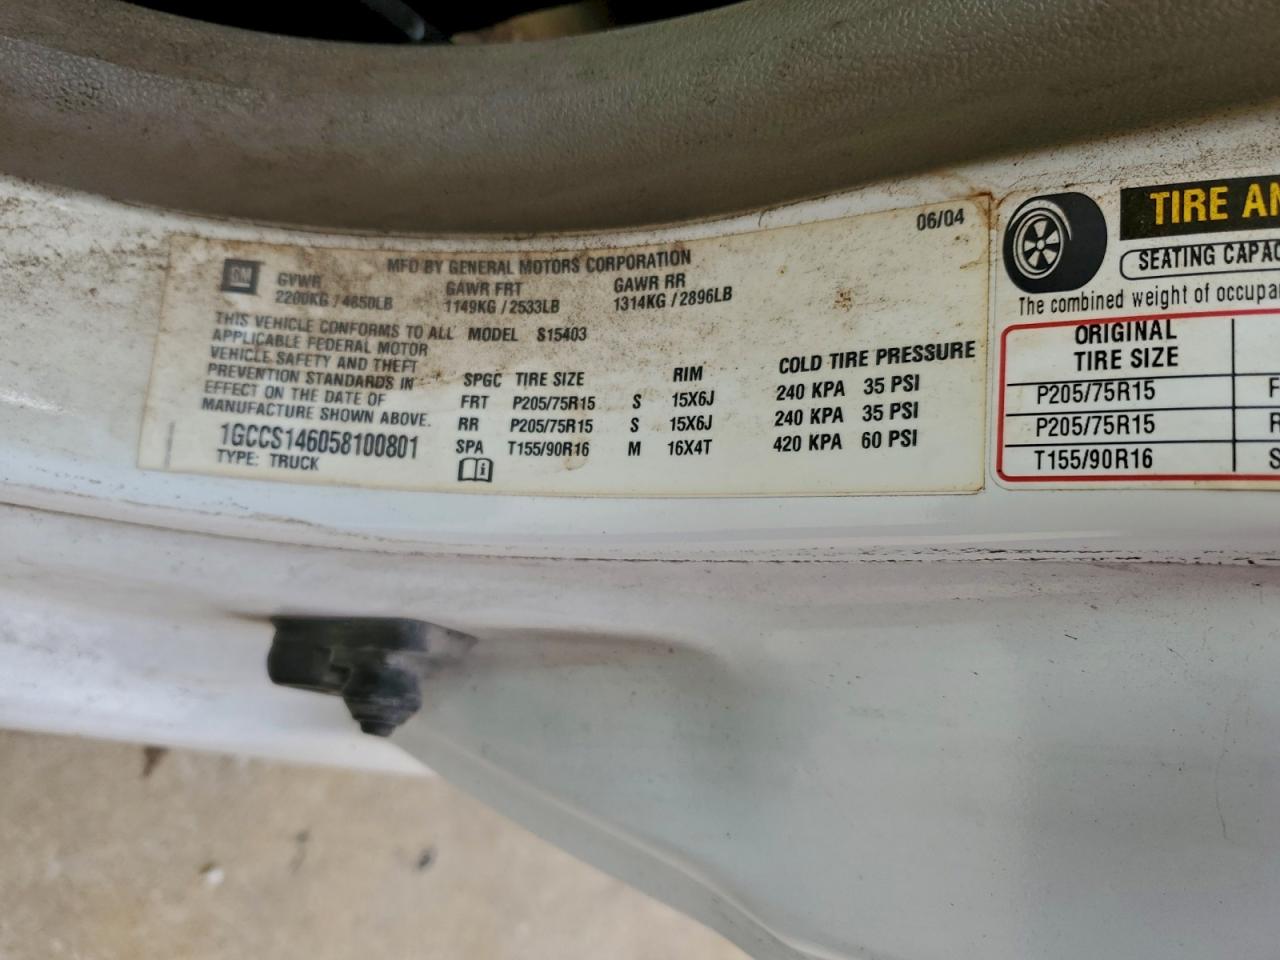 06/04
MFD BY GENERAL MOTORS CORPORATION
GM GVWR GAWR FRT GAWR RR
2200KG / 4850LB 1149KG / 2533LB 1314KG / 2896LB
THIS VEHICLE CONFORMS TO ALL MODEL S15403
APPLICABLE FEDERAL MOTOR
VEHICLE SAFETY AND THEFT
PREVENTION STANDARDS IN
EFFECT ON THE DATE OF
MANUFACTURE SHOWN ABOVE.
1GCCS146058100801
TYPE: TRUCK
SPGC TIRE SIZE RIM COLD TIRE PRESSURE
FRT P205/75R15 S 15X6J 240 KPA 35 PSI
RR P205/75R15 S 15X6J 240 KPA 35 PSI
SPA T155/90R16 M 16X4T 420 KPA 60 PSI
i
TIRE AN
SEATING CAPAC
The combined weight of occupa
ORIGINAL
TIRE SIZE
P205/75R15 F
P205/75R15 R
T155/90R16 S